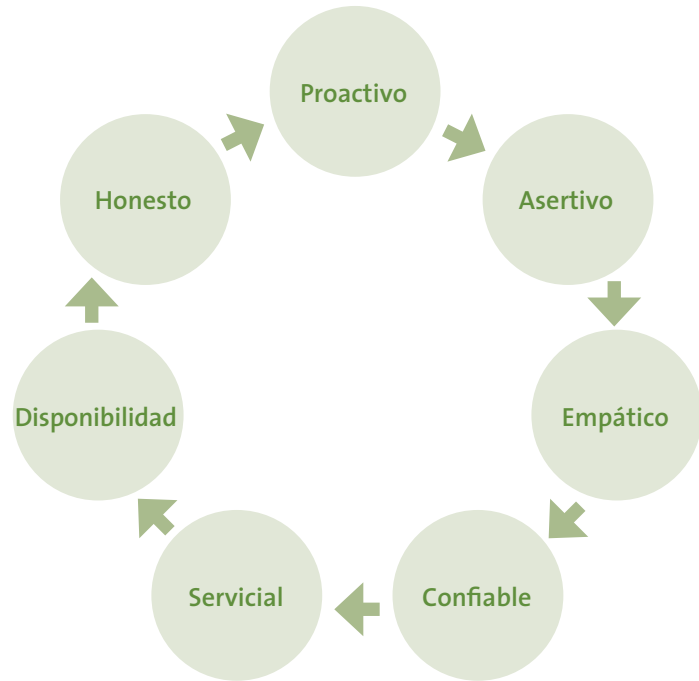 Proactivo
Asertivo
Empático
Confiable
Servicial
Disponibilidad
Honesto